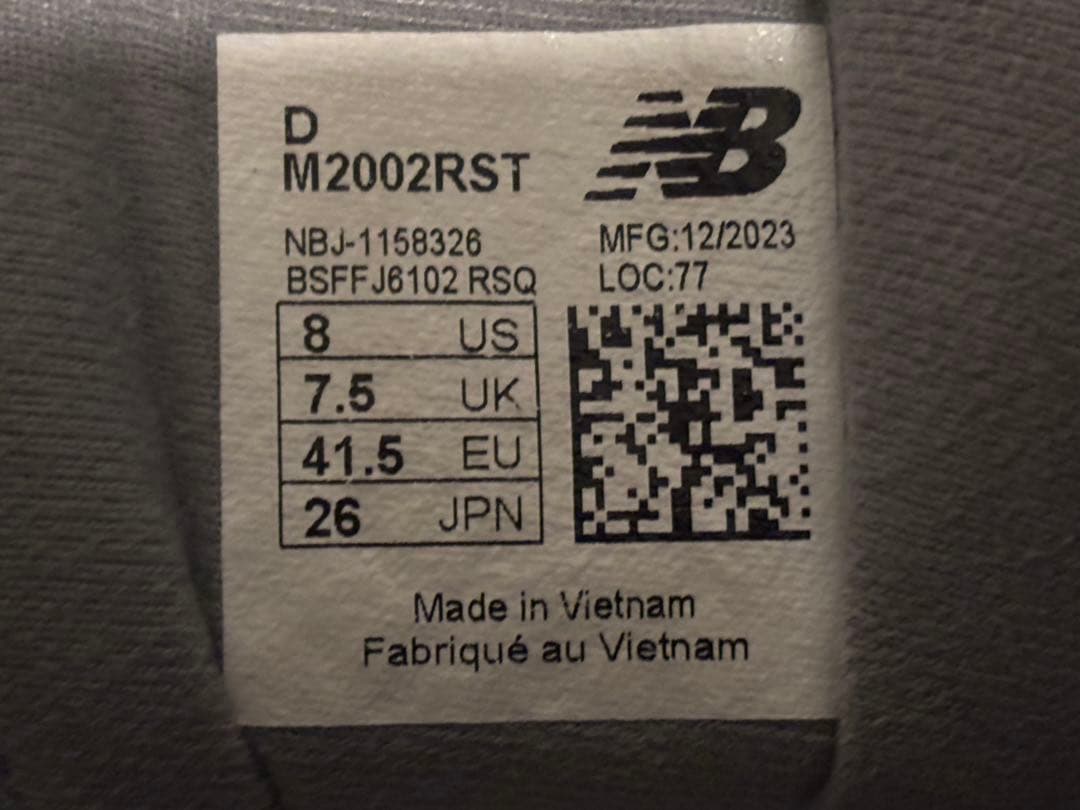 D
M2002RST
NB
NBJ-1158326
BSFFJ6102 RSQ
MFG:12/2023
LOC:77
8 US
7.5 UK
41.5 EU
26 JPN
Made in Vietnam
Fabriqué au Vietnam